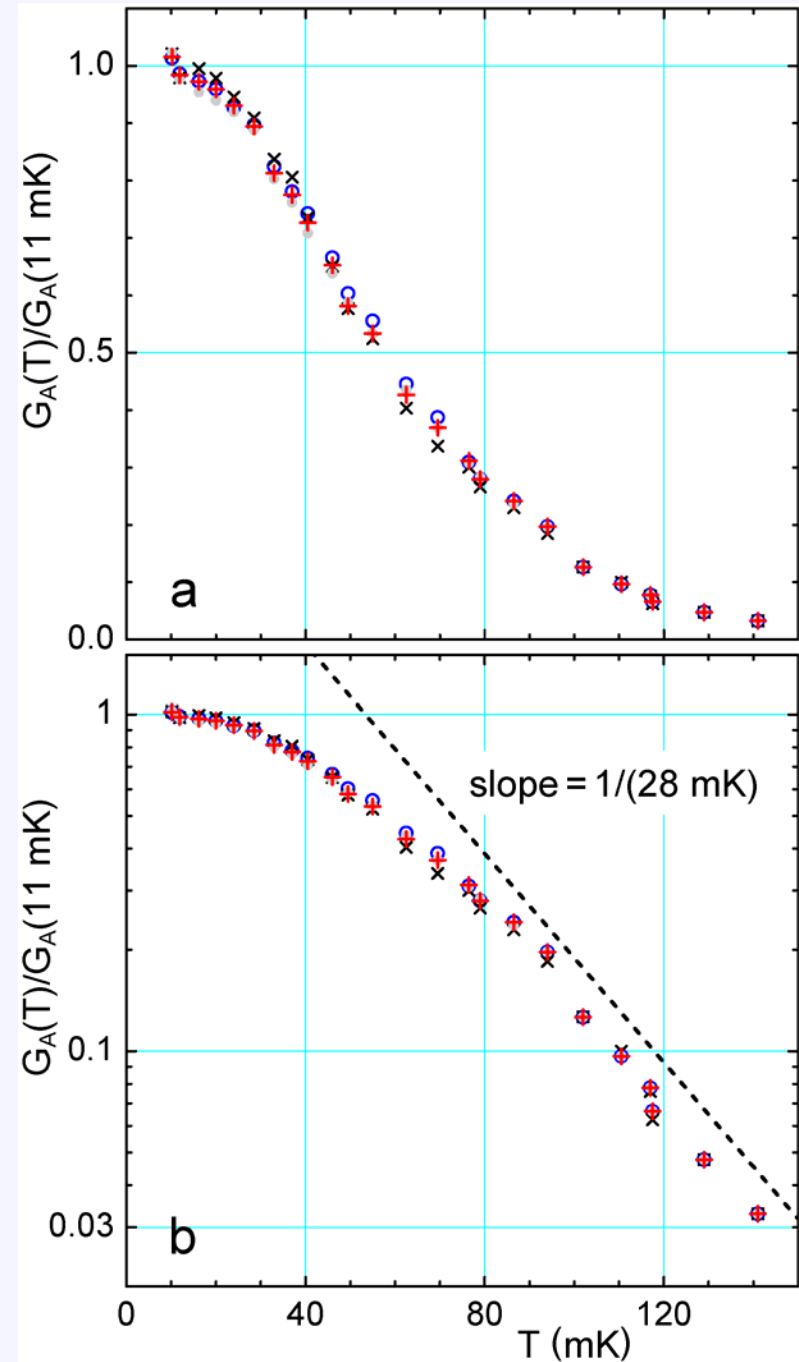 1.0
0.5
0.0
G_A(T)/G_A(11 mK)
a
1
0.1
0.03
G_A(T)/G_A(11 mK)
slope = 1/(28 mK)
b
0
40
80
120
T (mK)